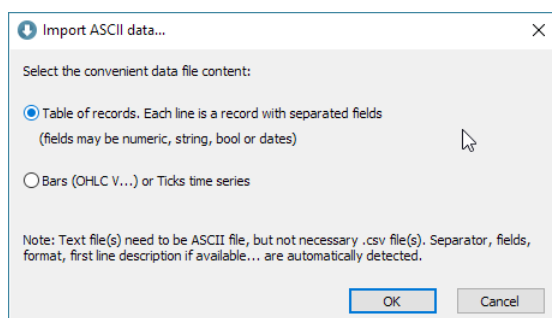 Import ASCII data...
Select the convenient data file content:
Table of records. Each line is a record with separated fields
(fields may be numeric, string, bool or dates)
Bars (OHLC V...) or Ticks time series
Note: Text file(s) need to be ASCII file, but not necessary .csv file(s). Separator, fields,
format, first line description if available... are automatically detected.
OK Cancel